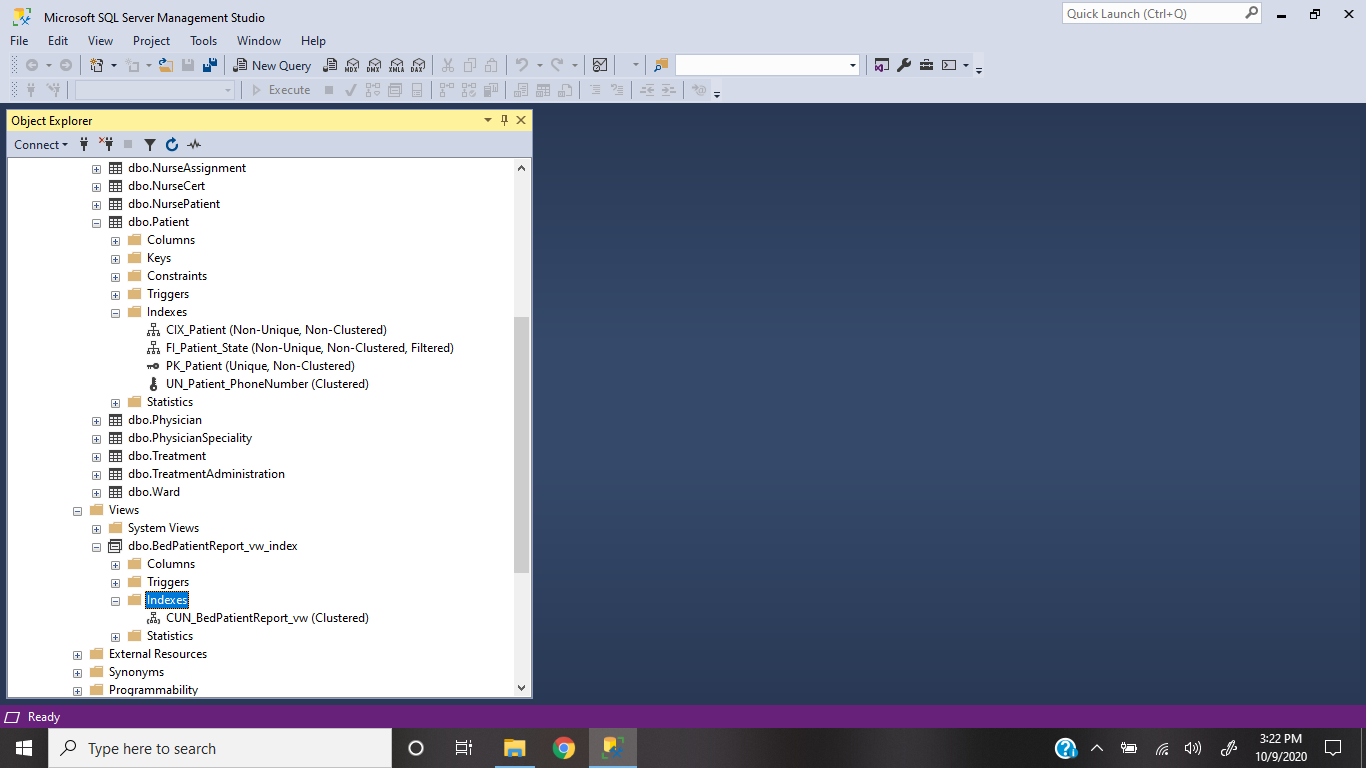 Microsoft SQL Server Management Studio
Quick Launch (Ctrl+Q)
File Edit View Project Tools Window Help
New Query MDX DMX XMLA DAX
Execute
Object Explorer
Connect
dbo.NurseAssignment
dbo.NurseCert
dbo.NursePatient
dbo.Patient
Columns
Keys
Constraints
Triggers
Indexes
CIX_Patient (Non-Unique, Non-Clustered)
FI_Patient_State (Non-Unique, Non-Clustered, Filtered)
PK_Patient (Unique, Non-Clustered)
UN_Patient_PhoneNumber (Clustered)
Statistics
dbo.Physician
dbo.PhysicianSpeciality
dbo.Treatment
dbo.TreatmentAdministration
dbo.Ward
Views
System Views
dbo.BedPatientReport_vw_index
Columns
Triggers
Indexes
CUN_BedPatientReport_vw (Clustered)
Statistics
External Resources
Synonyms
Programmability
Ready
Type here to search
3:22 PM
10/9/2020